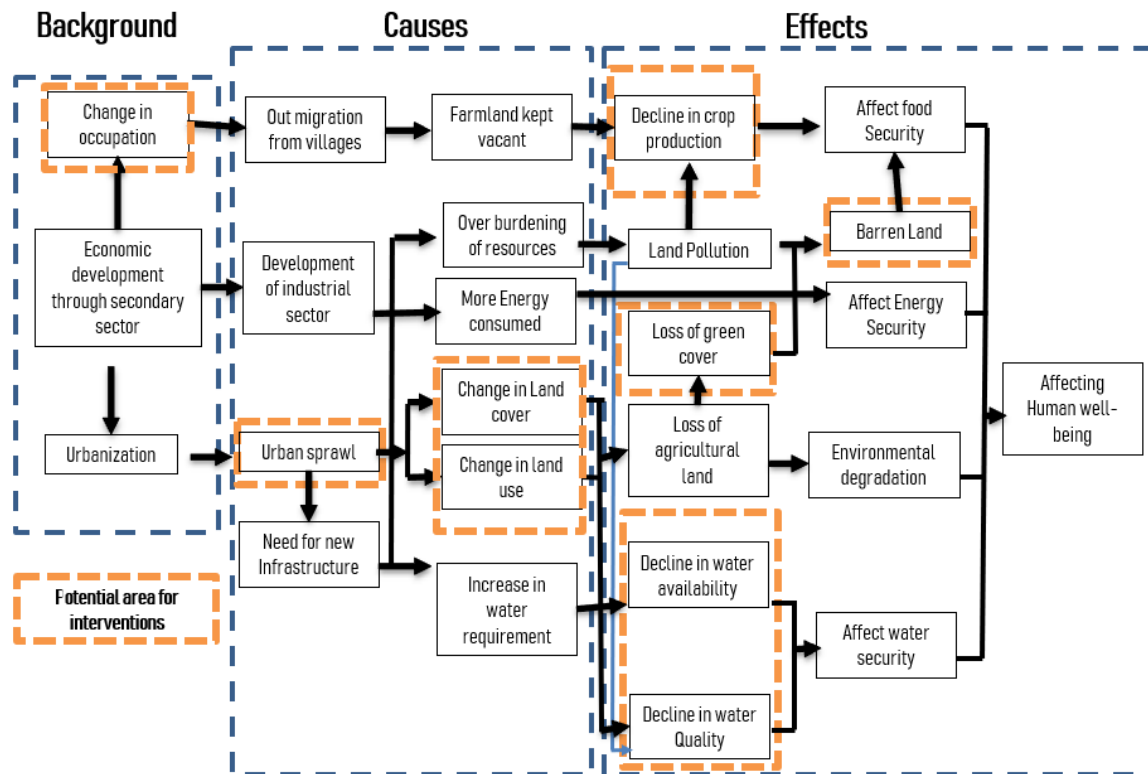 Background
Causes
Effects
Change in
occupation
Out migration
from villages
Farmland kept
vacant
Decline in crop
production
Affect food
Security
Economic
development
through secondary
sector
Development
of industrial
sector
Over burdening
of resources
Land Pollution
Barren Land
More Energy
consumed
Affect Energy
Security
Loss of green
cover
Change in Land
cover
Affecting
Human well-
being
Urbanization
Urban sprawl
Change in land
use
Loss of
agricultural
land
Environmental
degradation
Need for new
Infrastructure
Decline in water
availability
Potential area for
interventions
Increase in
water
requirement
Affect water
security
Decline in water
Quality